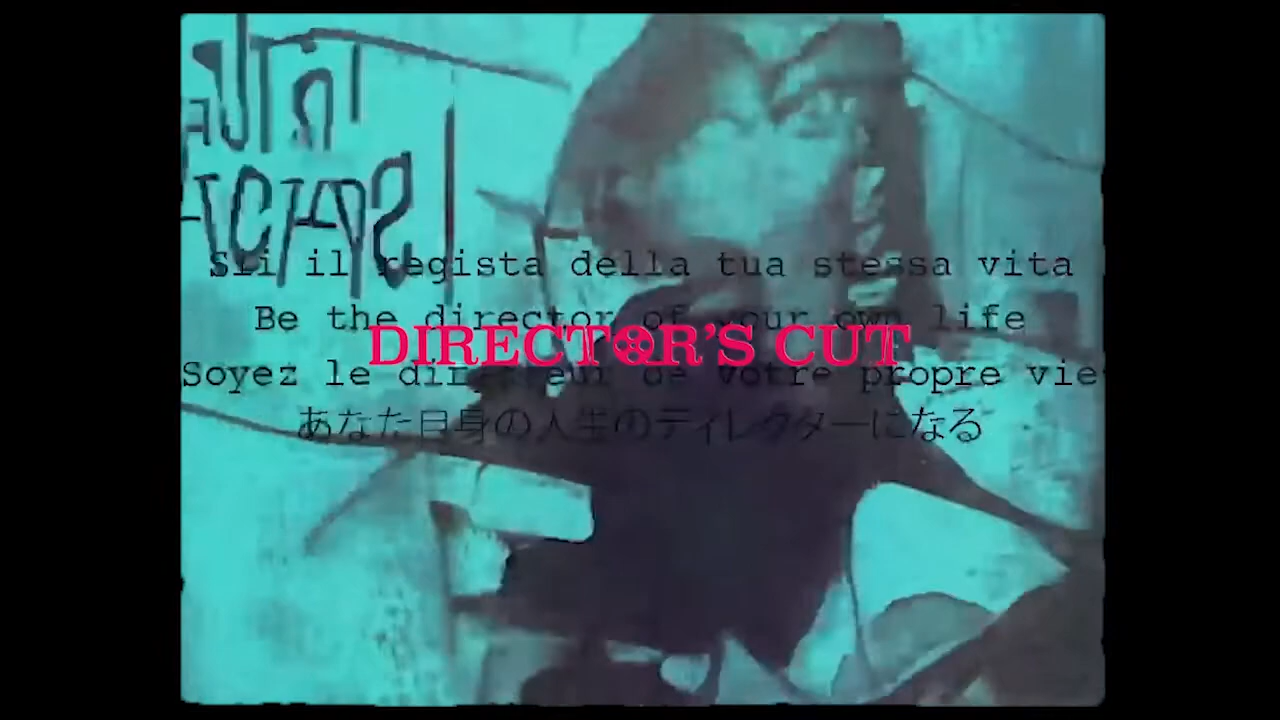 Sii il regista della tua stessa vita
Be the director of your own life
DIRECTOR'S CUT
Soyez le directeur de votre propre vie
あなた自身の人生のディレクターになる